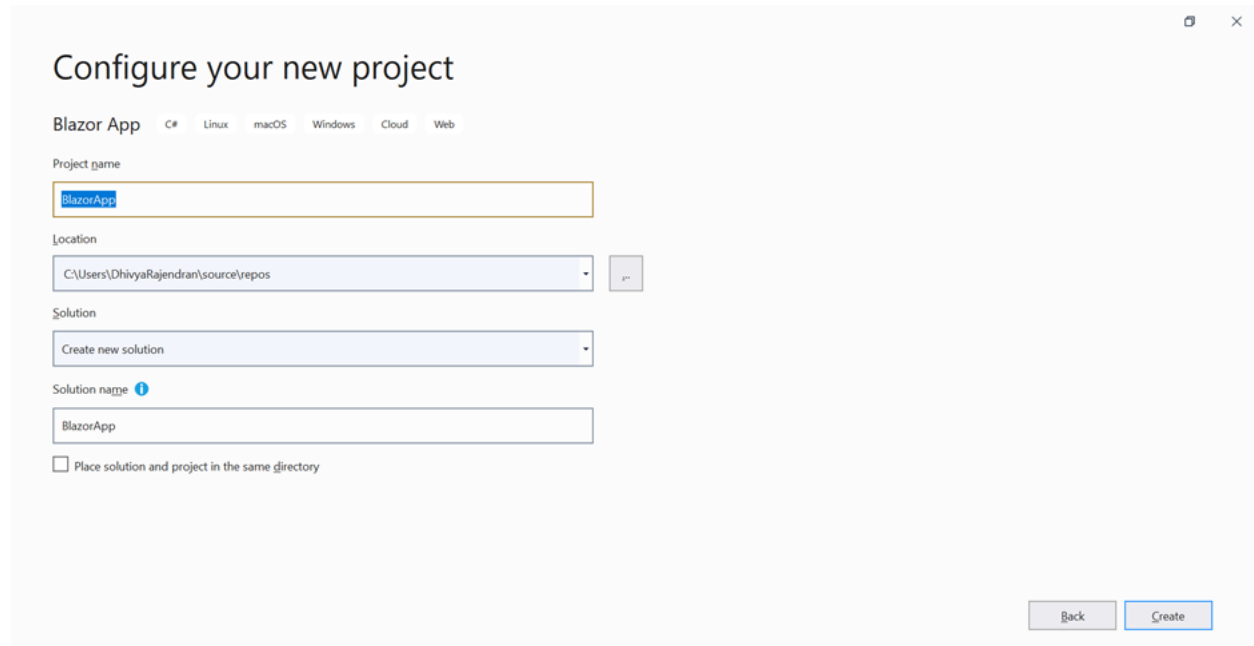 Configure your new project
Blazor App C# Linux macOS Windows Cloud Web
Project name
BlazorApp
Location
C:\Users\DhivyaRajendran\source\repos
...
Solution
Create new solution
Solution name
BlazorApp
Place solution and project in the same directory
Back Create